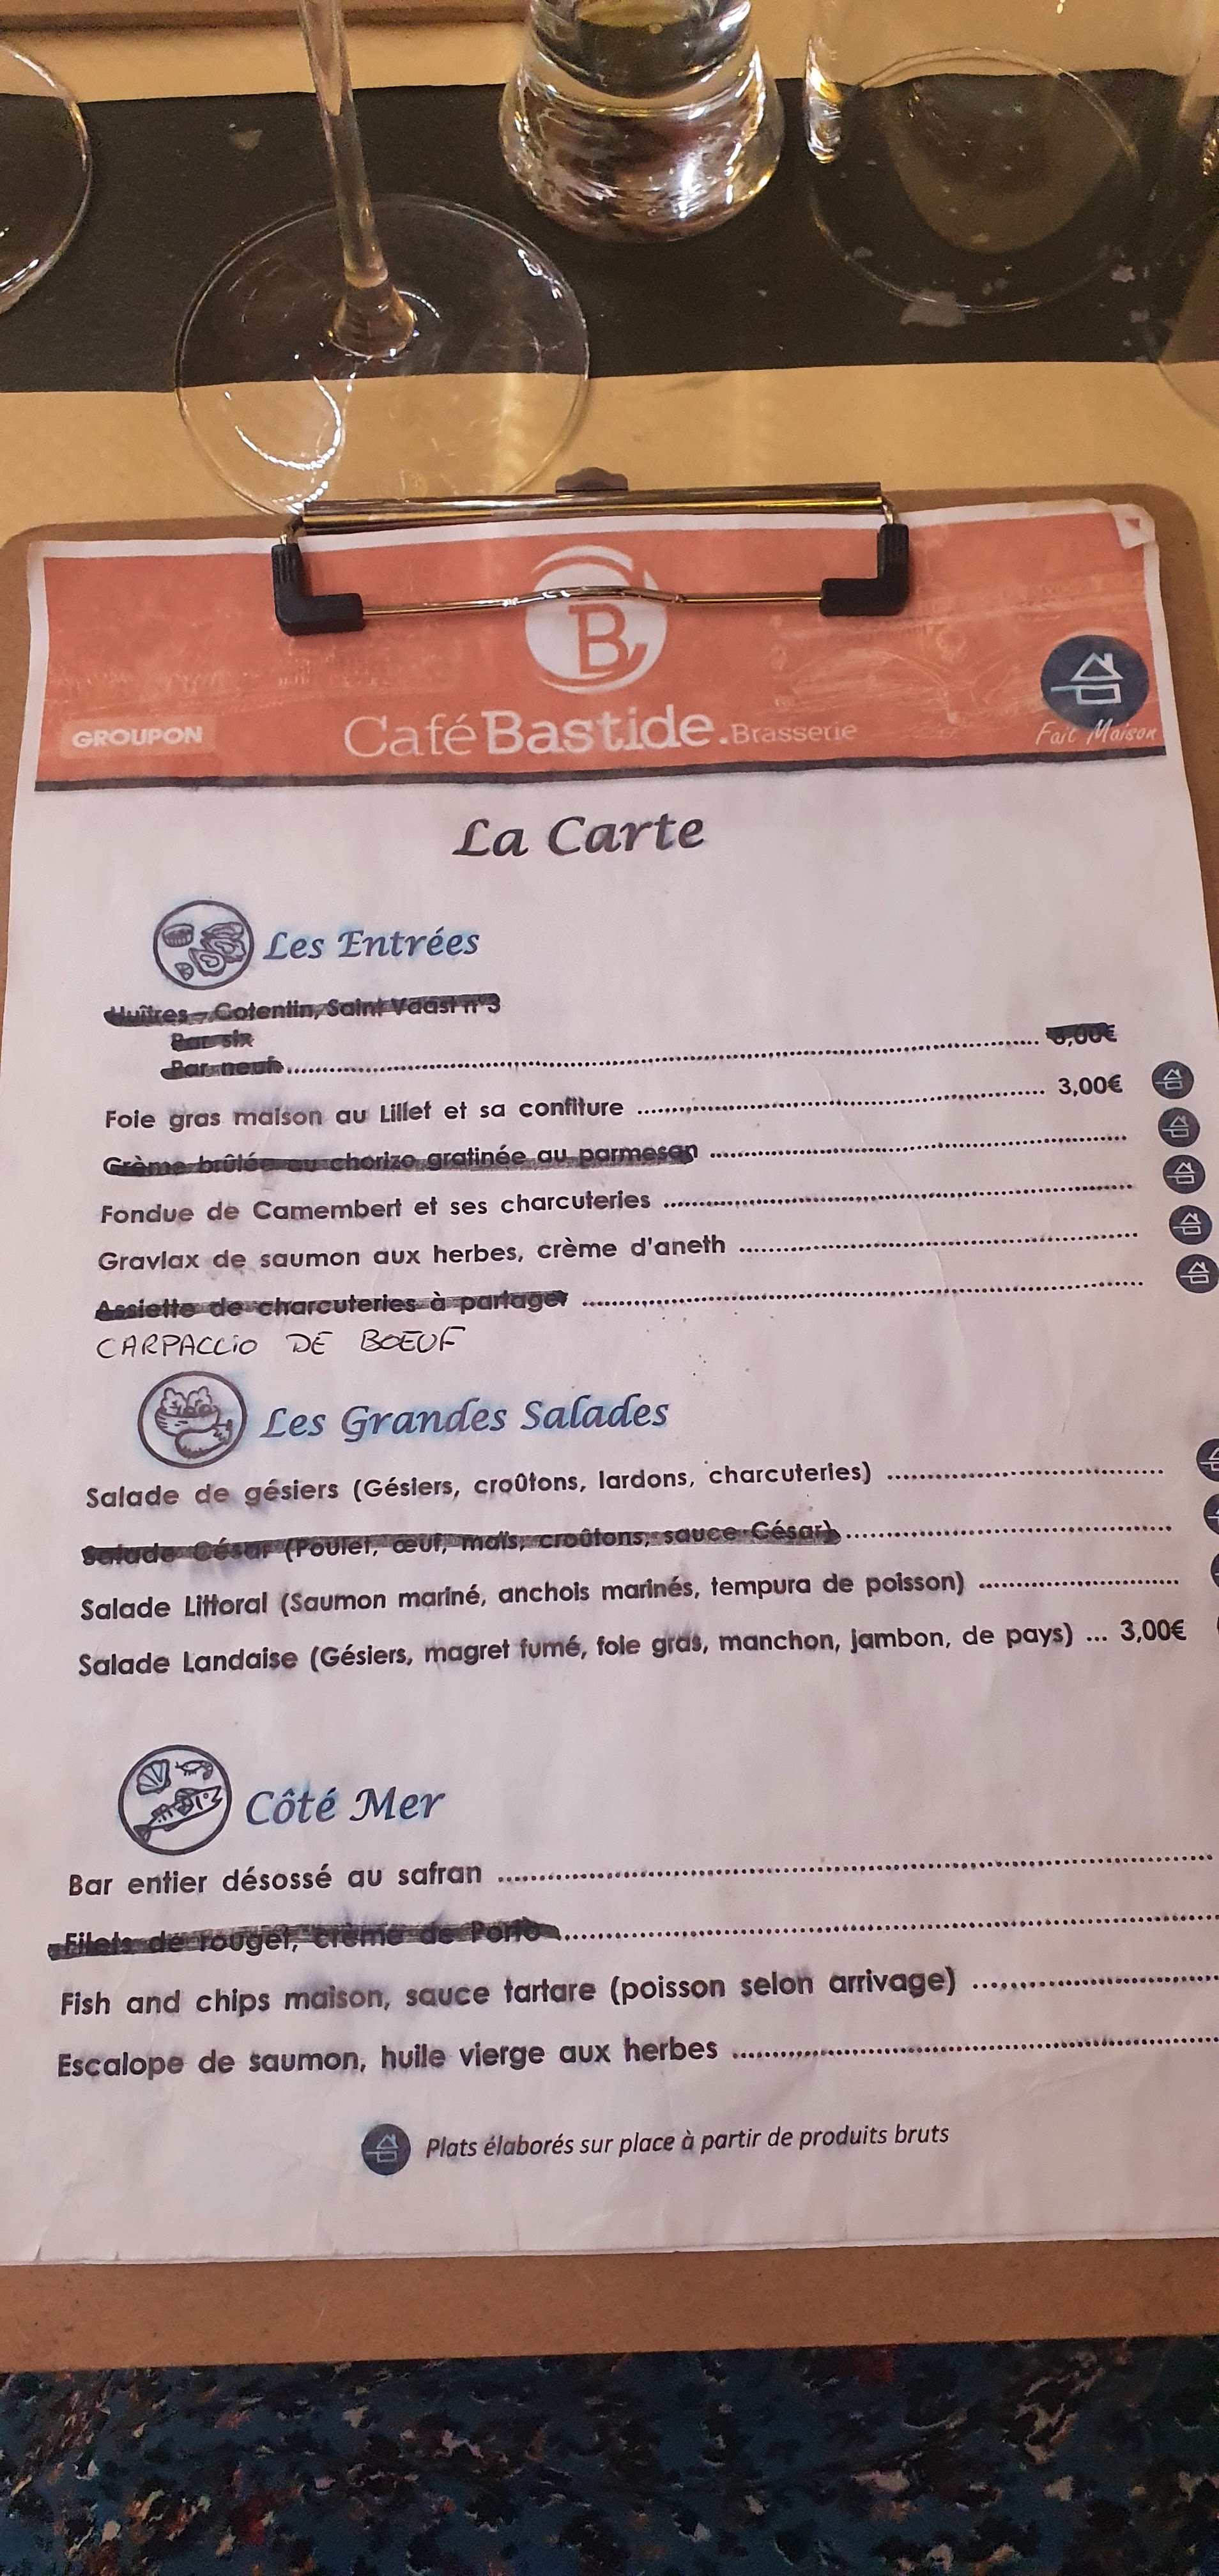 B
GROUPON
Café Bastide. Brasserie
Fait Maison
La Carte
Les Entrées
Huîtres – Cotentin, Saint Vaast n°3
Par six
Par neuf ........ 6,00€
Foie gras maison au Lillet et sa confiture ........ 3,00€
Crème brûlée au chorizo gratinée au parmesan ........
Fondue de Camembert et ses charcuteries ........
Gravlax de saumon aux herbes, crème d'aneth ........
Assiette de charcuteries à partager ........
CARPACCIO DE BOEUF
Les Grandes Salades
Salade de gésiers (Gésiers, croûtons, lardons, charcuteries) ........
Salade César (Poulet, œuf, maïs, croûtons, sauce César) ........
Salade Littoral (Saumon mariné, anchois marinés, tempura de poisson) ........
Salade Landaise (Gésiers, magret fumé, foie gras, manchon, jambon, de pays) ... 3,00€
Côté Mer
Bar entier désossé au safran ........
Filets de rouget, crème de Porto ........
Fish and chips maison, sauce tartare (poisson selon arrivage) ........
Escalope de saumon, huile vierge aux herbes ........
Plats élaborés sur place à partir de produits bruts